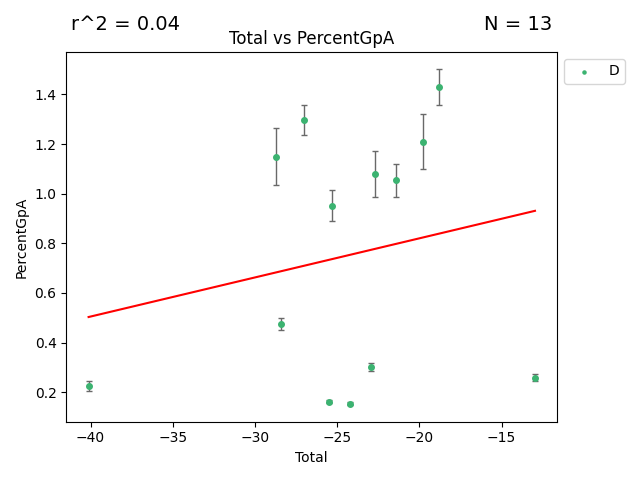 r^2 = 0.04
N = 13
Total vs PercentGpA
D
1.4
1.2
1.0
0.8
0.6
0.4
0.2
PercentGpA
−40
−35
−30
−25
−20
−15
Total